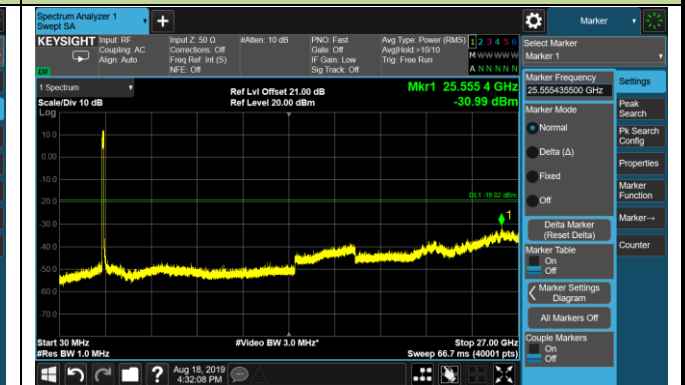 Spectrum Analyzer 1
Swept SA
Marker
KEYSIGHT
Input: RF
Coupling: AC
Align: Auto
Input Z: 50 Ω
Corrections: Off
Freq Ref: Int (S)
NFE: Off
#Atten: 10 dB
PNO: Fast
Gate: Off
IF Gain: Low
Sig Track: Off
Avg Type: Power (RMS)
Avg|Hold:>10/10
Trig: Free Run
1 2 3 4 5 6
M W W W W W
A N N N N N
Select Marker
Marker 1
1 Spectrum
Scale/Div 10 dB
Log
Ref Lvl Offset 21.00 dB
Ref Level 20.00 dBm
Mkr1 25.555 4 GHz
-30.99 dBm
10.0
0.00
-10.0
-20.0
-30.0
-40.0
-50.0
-60.0
-70.0
DL1 -19.02 dBm
1
Start 30 MHz
#Res BW 1.0 MHz
#Video BW 3.0 MHz*
Stop 27.00 GHz
Sweep 66.7 ms (40001 pts)
Marker Frequency
25.555435500 GHz
Marker Mode
Normal
Delta (Δ)
Fixed
Off
Delta Marker
(Reset Delta)
Marker Table
On
Off
Marker Settings
Diagram
All Markers Off
Couple Markers
On
Off
Settings
Peak
Search
Pk Search
Config
Properties
Marker
Function
Marker→
Counter
?
Aug 18, 2019
4:32:08 PM